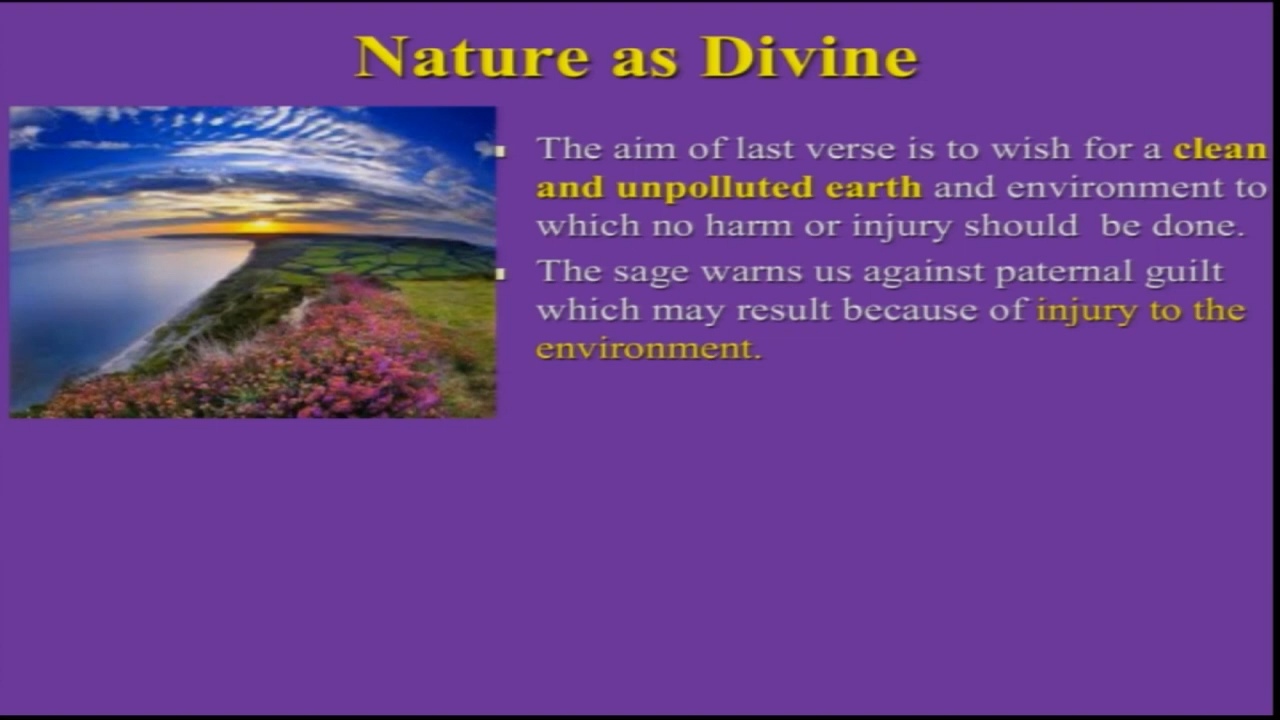 Nature as Divine
The aim of last verse is to wish for a clean
and unpolluted earth and environment to
which no harm or injury should be done.
The sage warns us against paternal guilt
which may result because of injury to the
environment.